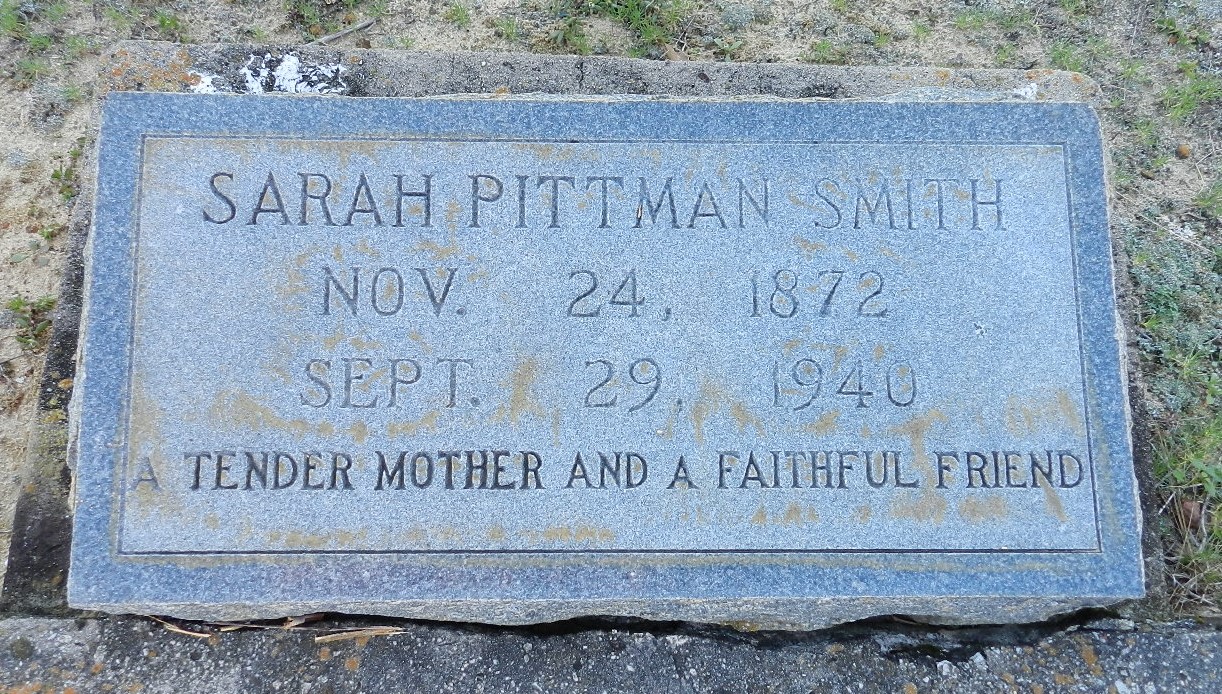 SARAH PITTMAN SMITH
NOV. 24, 1872
SEPT. 29, 1940
A TENDER MOTHER AND A FAITHFUL FRIEND